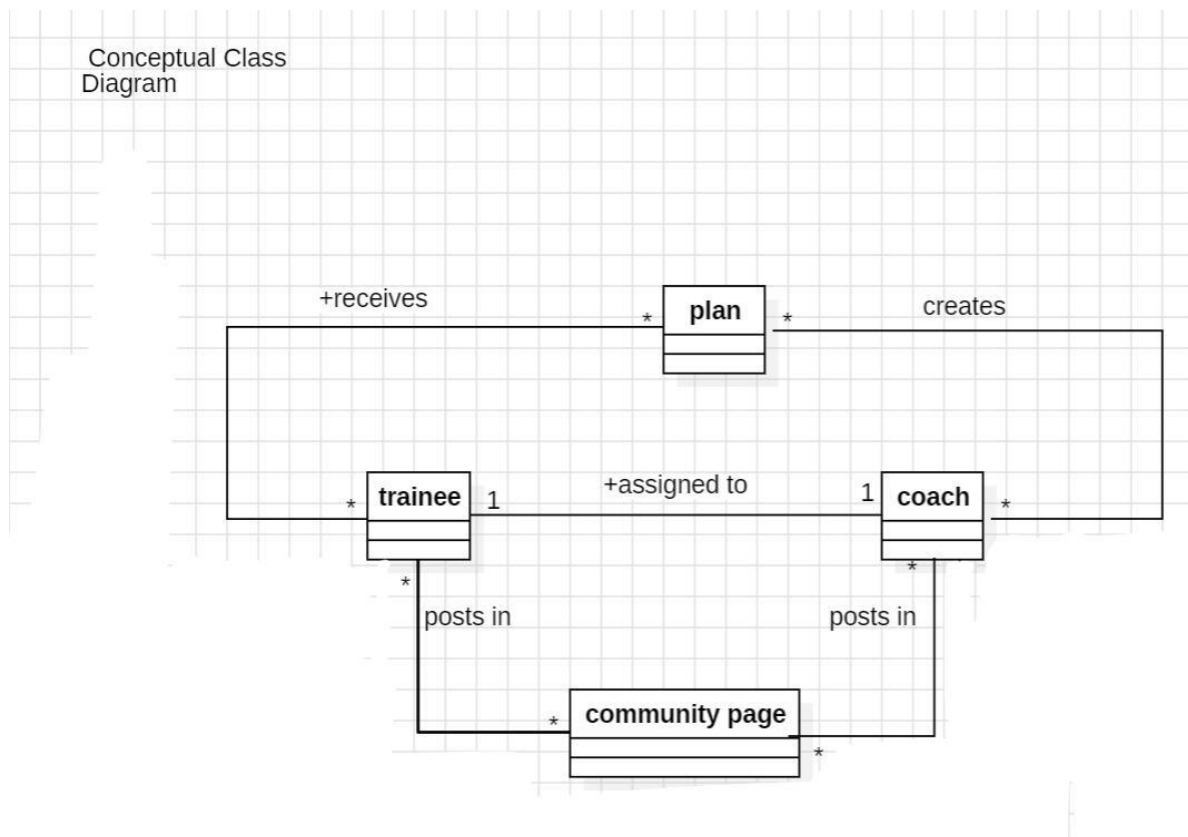 Conceptual Class
Diagram
+receives
* plan *
creates
* trainee 1
+assigned to
1 coach *
*
posts in
*
posts in
* community page
*